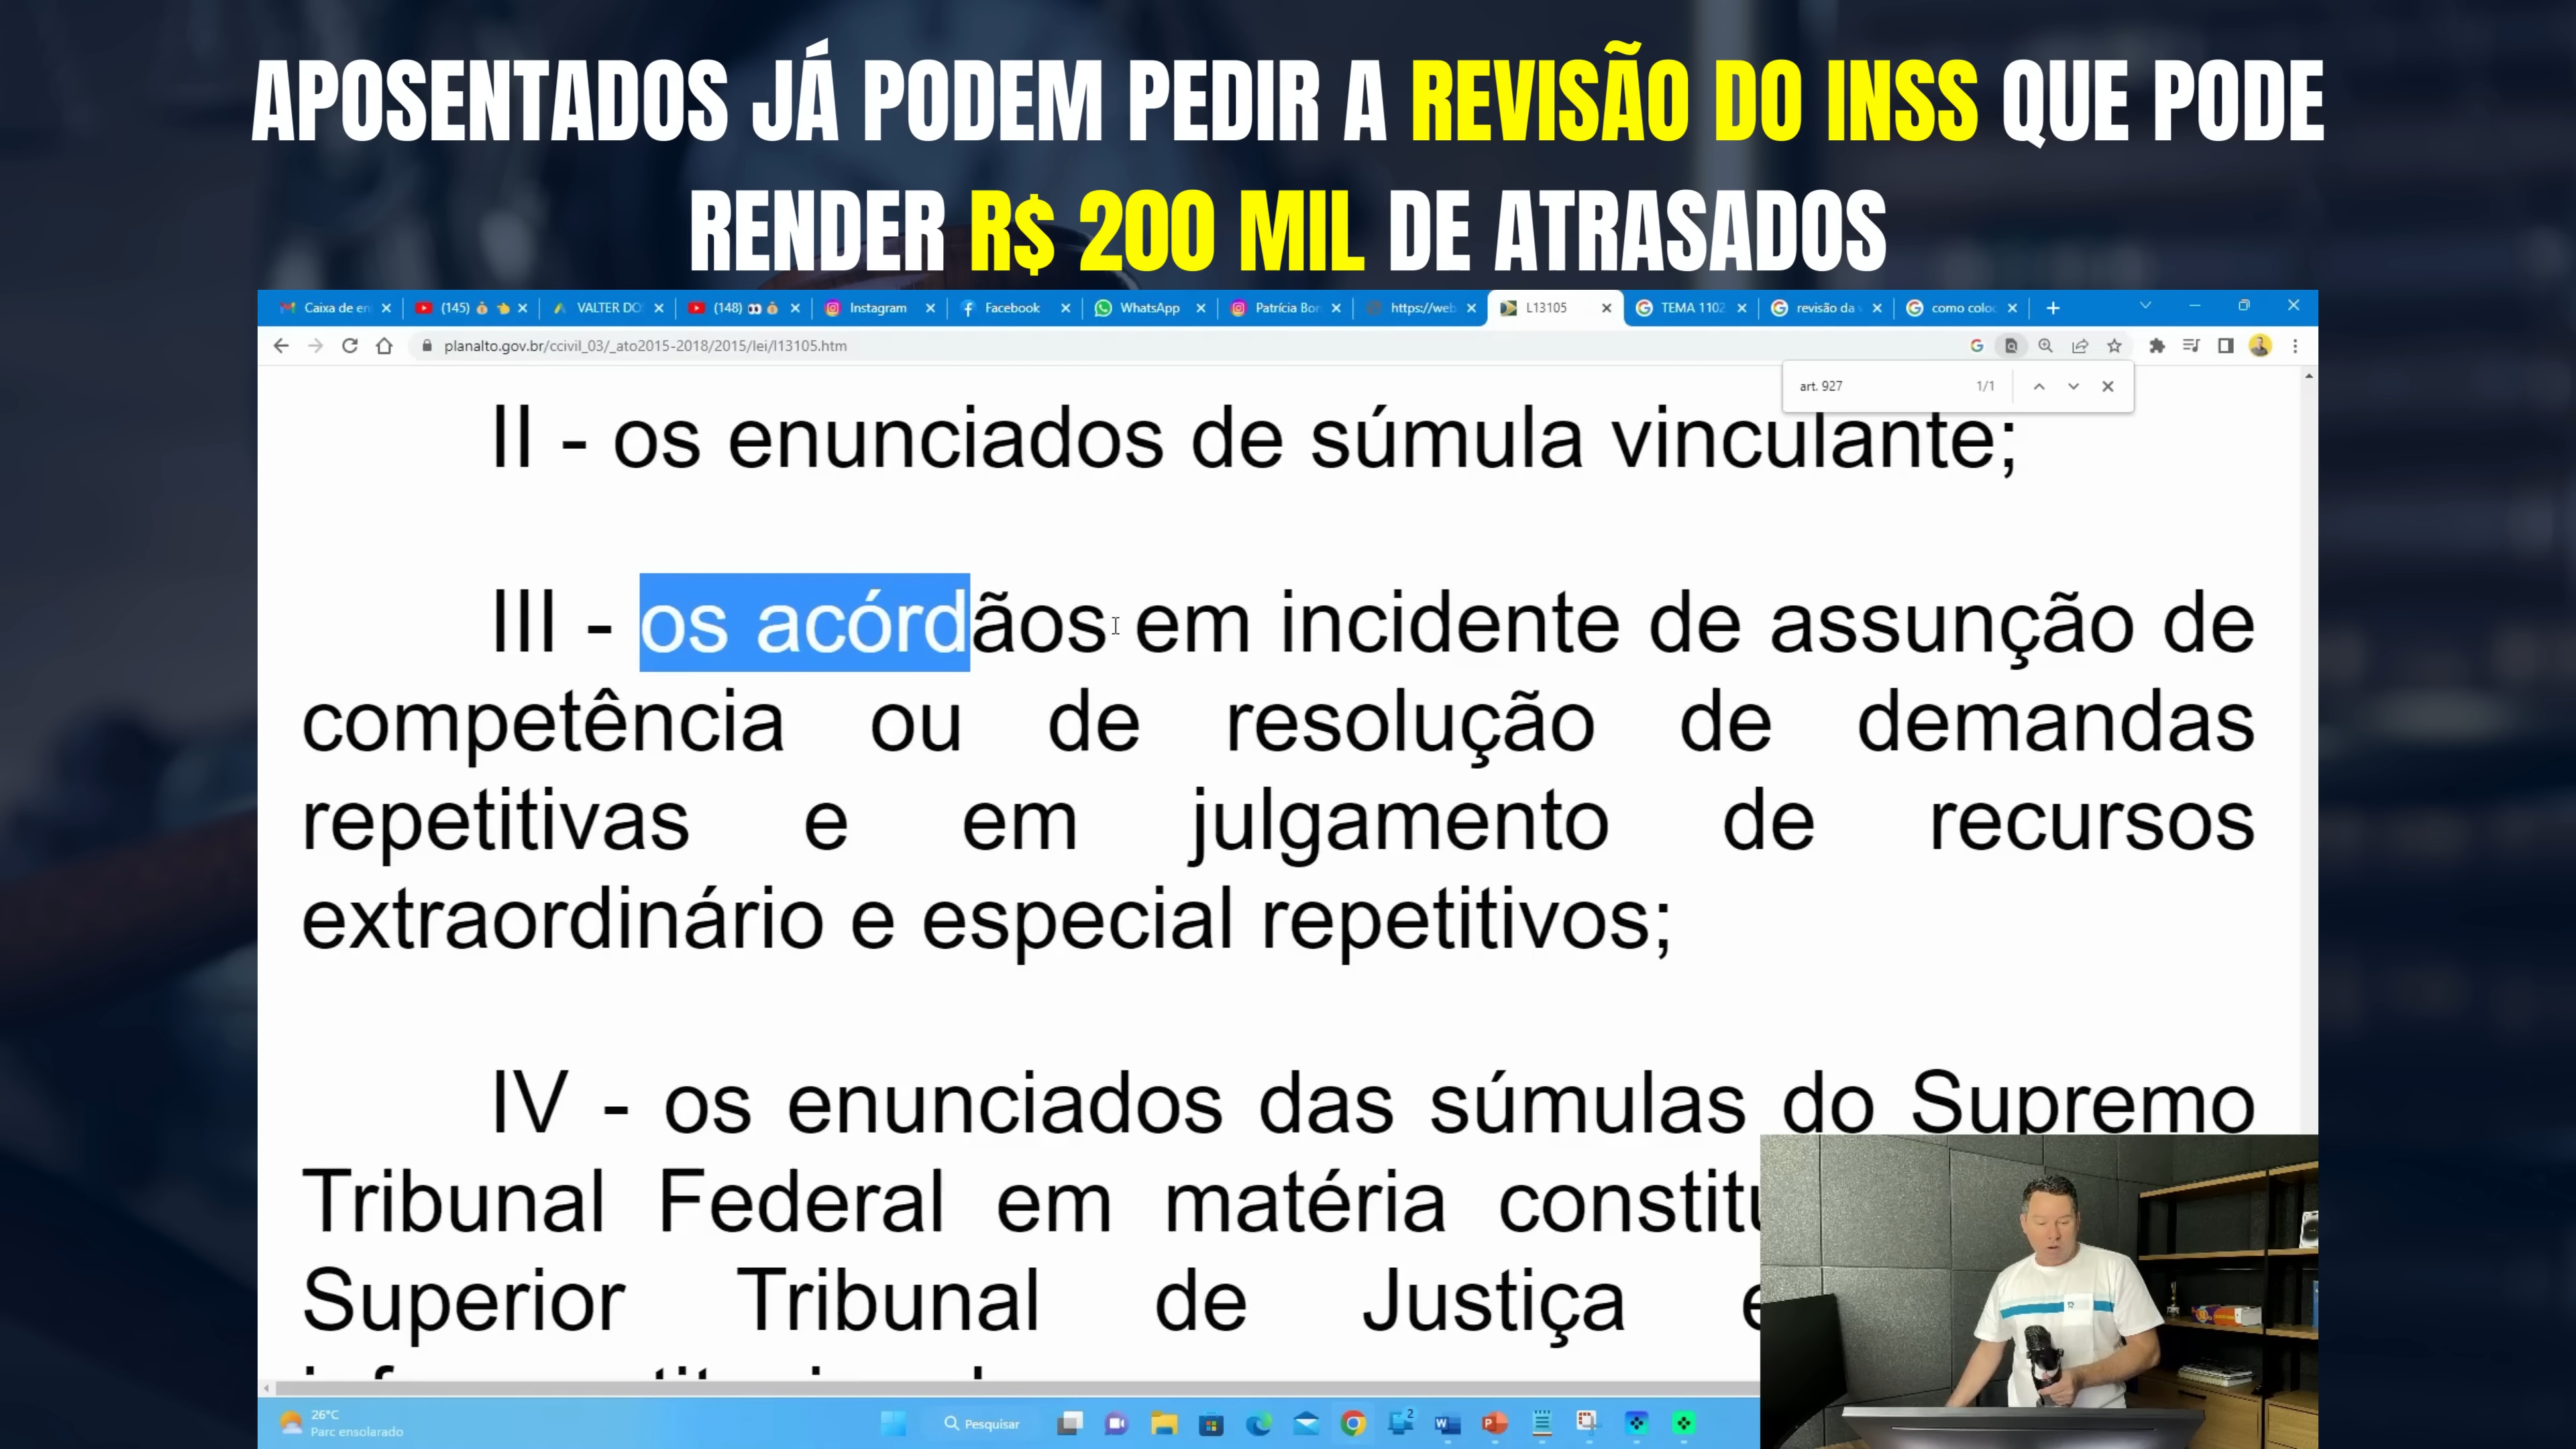 APOSENTADOS JÁ PODEM PEDIR A REVISÃO DO INSS QUE PODE
RENDER R$ 200 MIL DE ATRASADOS
Caixa de en (145) VALTER DO (148) Instagram Facebook WhatsApp Patrícia Bor https://web L13105 TEMA 1102 revisão da como coloc
planalto.gov.br/ccivil_03/_ato2015-2018/2015/lei/l13105.htm
art. 927 1/1
II - os enunciados de súmula vinculante;
III - os acórdãos em incidente de assunção de
competência ou de resolução de demandas
repetitivas e em julgamento de recursos
extraordinário e especial repetitivos;
IV - os enunciados das súmulas do Supremo
Tribunal Federal em matéria constitu
Superior Tribunal de Justiça e
26°C
Parc ensolarado
Pesquisar
2